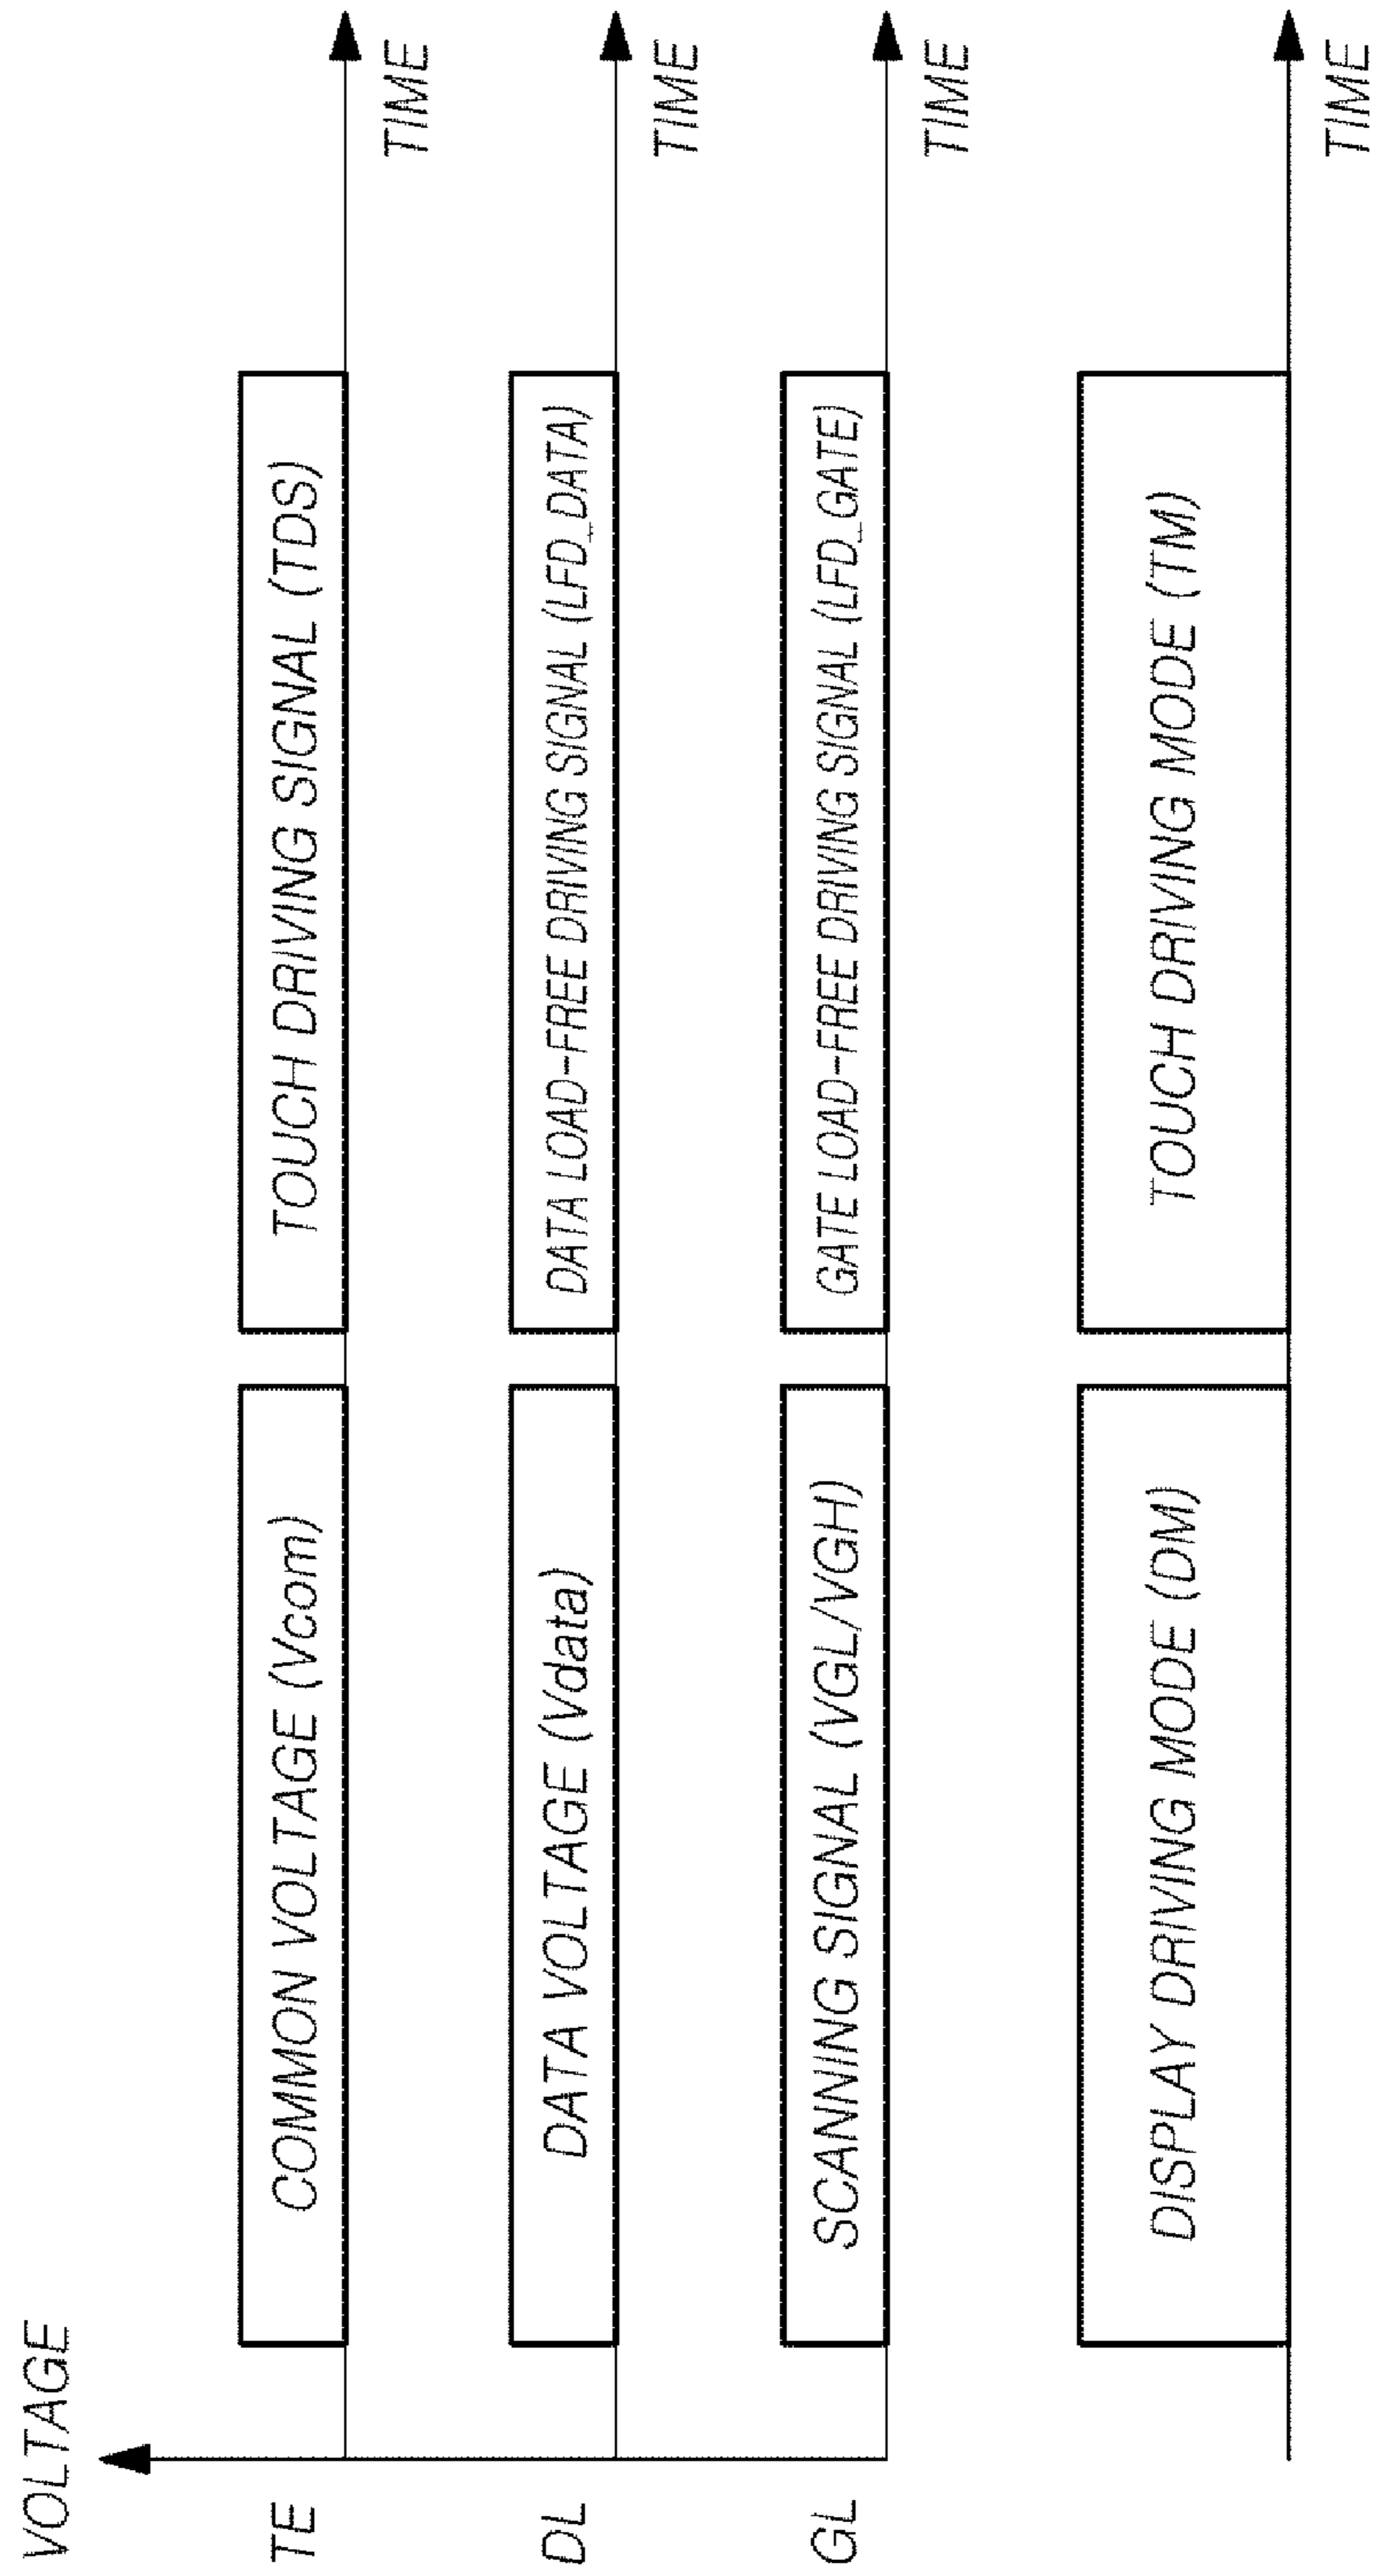 VOLTAGE
TE
COMMON VOLTAGE (Vcom)
TOUCH DRIVING SIGNAL (TDS)
TIME
DL
DATA VOLTAGE (Vdata)
DATA LOAD-FREE DRIVING SIGNAL (LFD_DATA)
TIME
GL
SCANNING SIGNAL (VGL/VGH)
GATE LOAD-FREE DRIVING SIGNAL (LFD_GATE)
TIME
DISPLAY DRIVING MODE (DM)
TOUCH DRIVING MODE (TM)
TIME